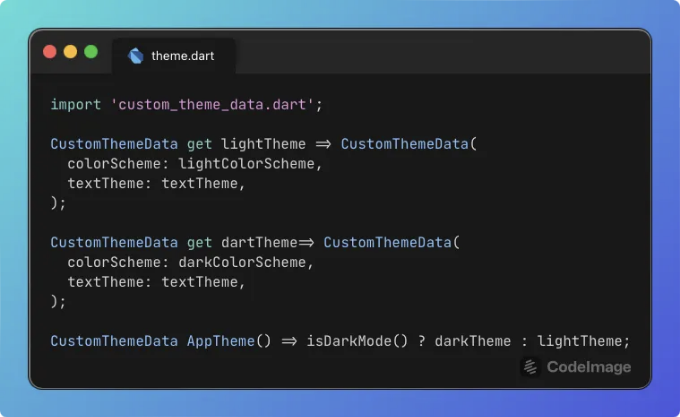 theme.dart
import 'custom_theme_data.dart';
CustomThemeData get lightTheme => CustomThemeData(
colorScheme: lightColorScheme,
textTheme: textTheme,
);
CustomThemeData get dartTheme=> CustomThemeData(
colorScheme: darkColorScheme,
textTheme: textTheme,
);
CustomThemeData AppTheme() => isDarkMode() ? darkTheme : lightTheme;
CodeImage